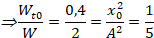 ⇒ W_{t0}/W = 0,4/2 = x_0^2/A^2 = 1/5